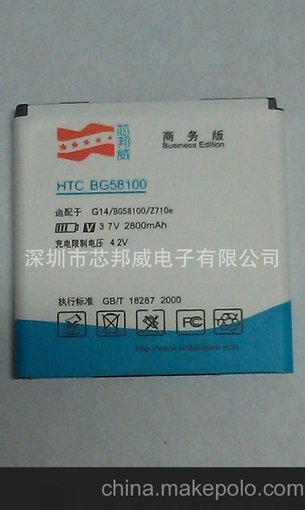 芯邦威
商务版
Business Edition
HTC BG58100
适配于 G14/BG58100/Z710e
3.7V 2800mAh
充电限制电压 4.2V
深圳市芯邦威电子有限公司
执行标准 GB/T 18287 2000
FC
china.makepolo.com